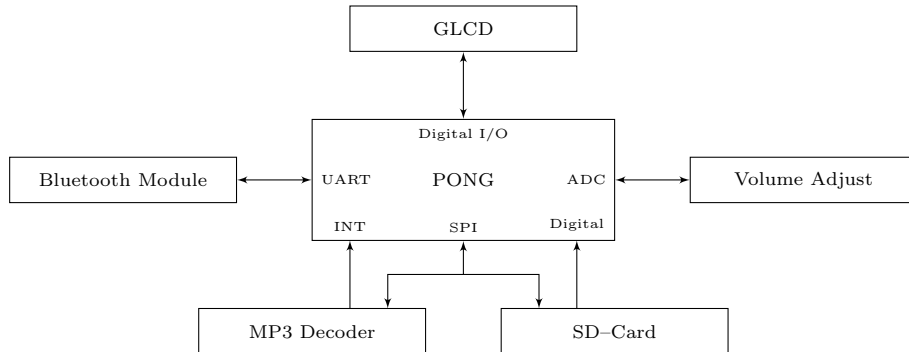 GLCD
Digital I/O
Bluetooth Module
UART
PONG
ADC
Volume Adjust
INT
SPI
Digital
MP3 Decoder
SD–Card